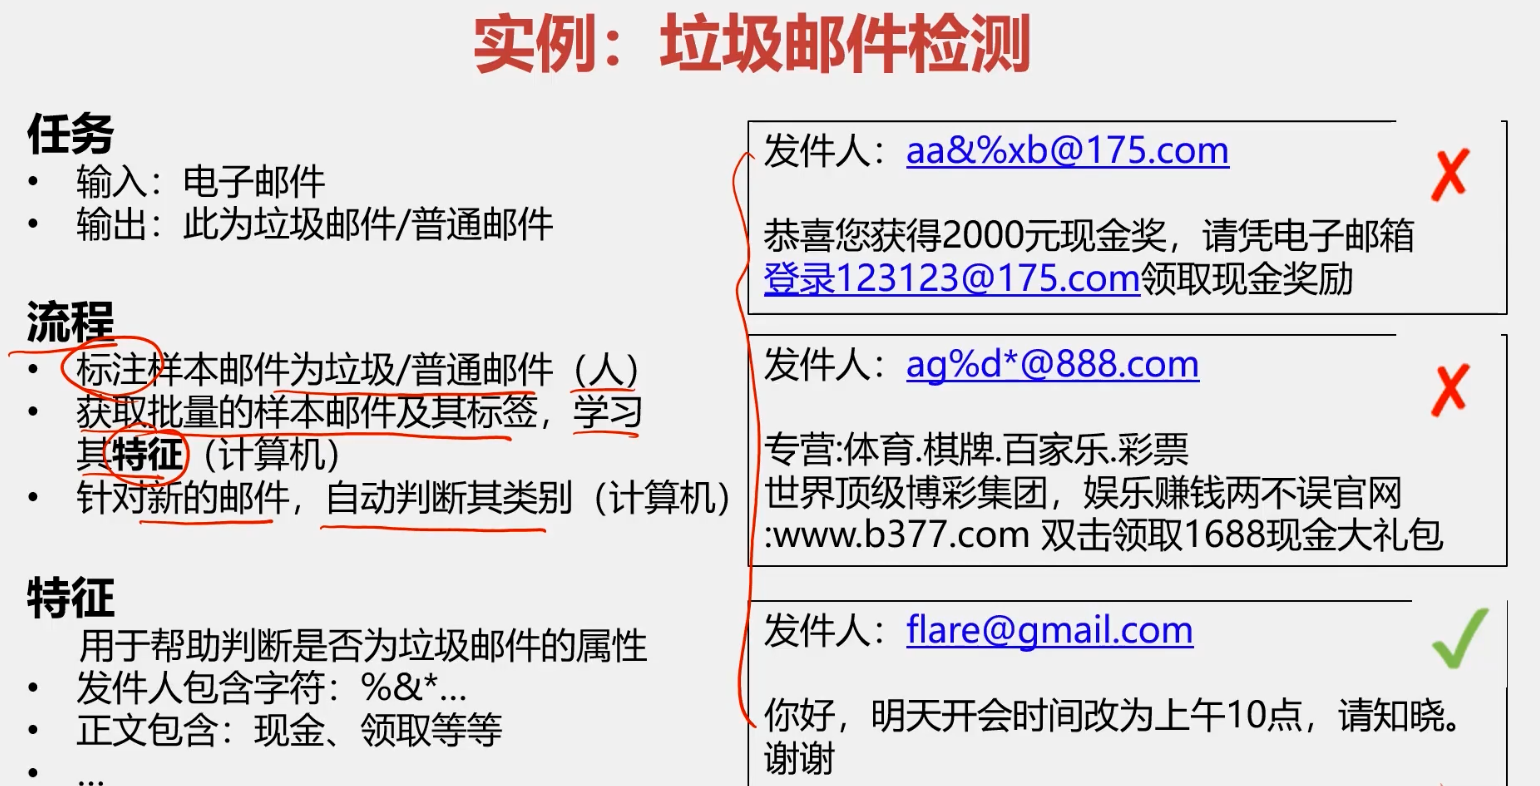 实例：垃圾邮件检测
任务
• 输入：电子邮件
• 输出：此为垃圾邮件/普通邮件
流程
• 标注样本邮件为垃圾/普通邮件（人）
• 获取批量的样本邮件及其标签，学习
其特征（计算机）
• 针对新的邮件，自动判断其类别（计算机）
特征
用于帮助判断是否为垃圾邮件的属性
• 发件人包含字符：%&*...
• 正文包含：现金、领取等等
• ...
发件人：aa&%xb@175.com
恭喜您获得2000元现金奖，请凭电子邮箱
登录123123@175.com领取现金奖励
发件人：ag%d*@888.com
专营:体育.棋牌.百家乐.彩票
世界顶级博彩集团，娱乐赚钱两不误官网
:www.b377.com 双击领取1688现金大礼包
发件人：flare@gmail.com
你好，明天开会时间改为上午10点，请知晓。
谢谢